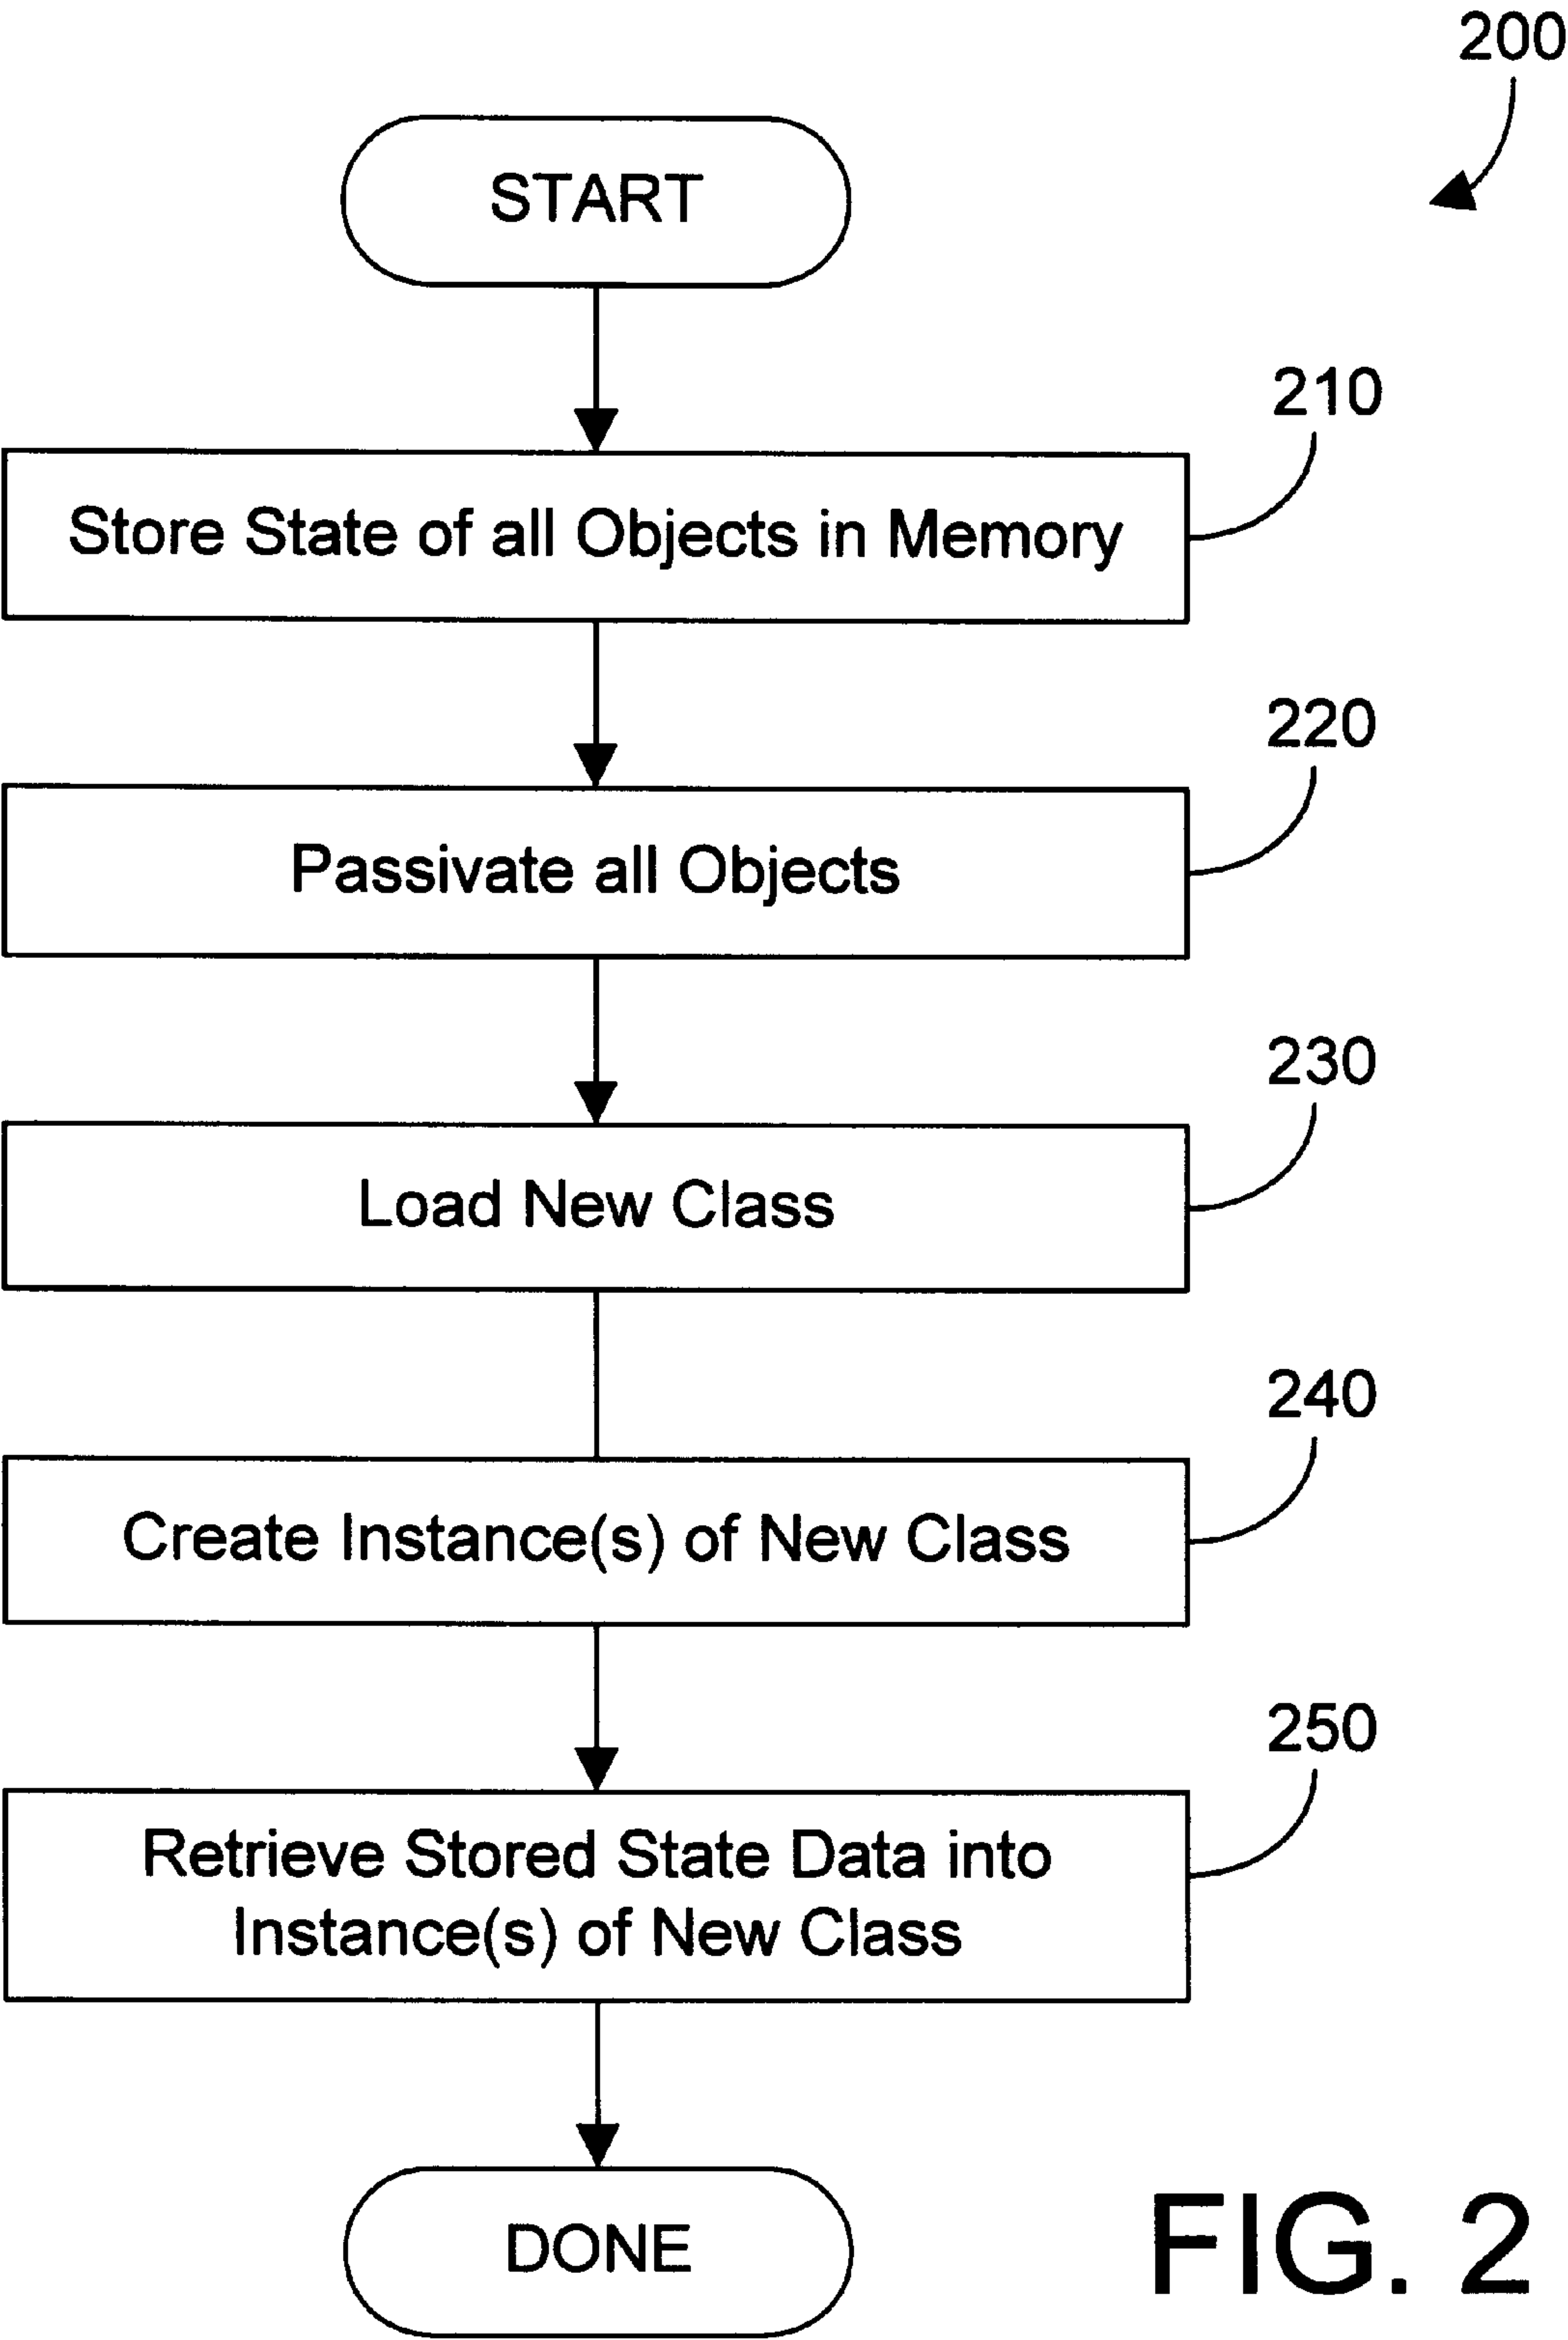 200
START
210
Store State of all Objects in Memory
220
Passivate all Objects
230
Load New Class
240
Create Instance(s) of New Class
250
Retrieve Stored State Data into
Instance(s) of New Class
DONE
FIG. 2